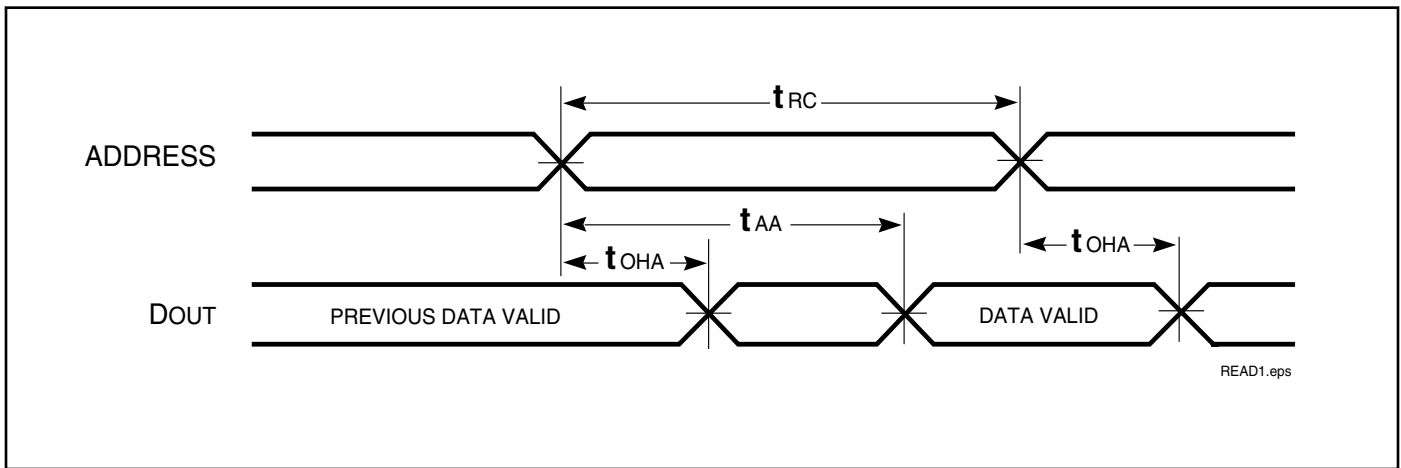 tRC
ADDRESS
tAA
tOHA
tOHA
DOUT
PREVIOUS DATA VALID
DATA VALID
READ1.eps